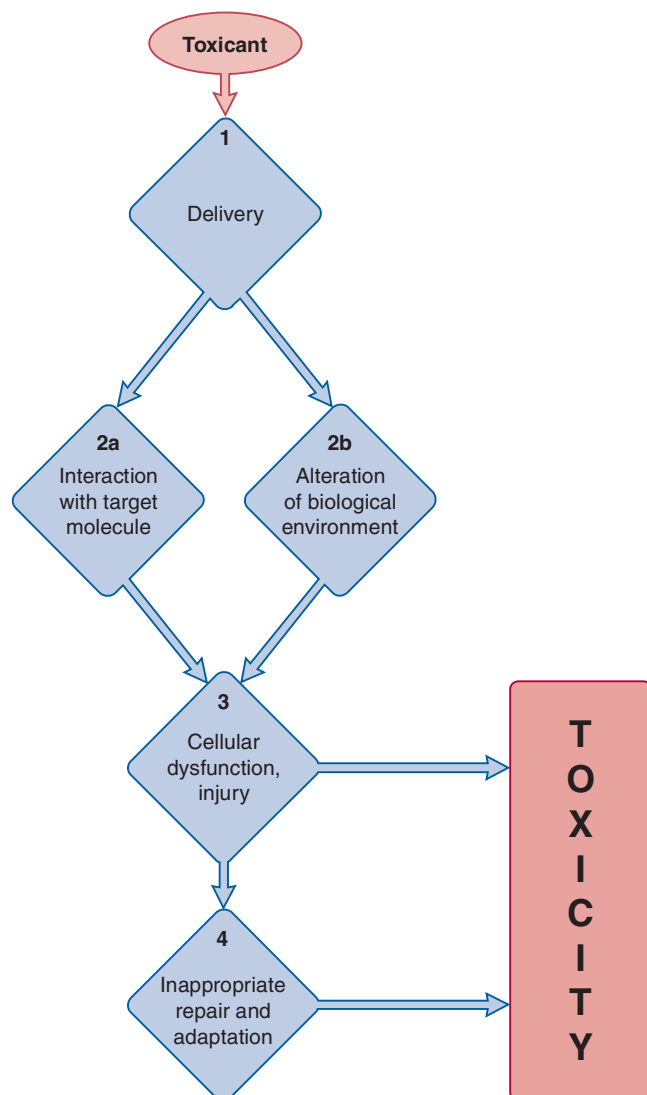 Toxicant
1
Delivery
2a
Interaction
with target
molecule
2b
Alteration
of biological
environment
3
Cellular
dysfunction,
injury
4
Inappropriate
repair and
adaptation
T
O
X
I
C
I
T
Y